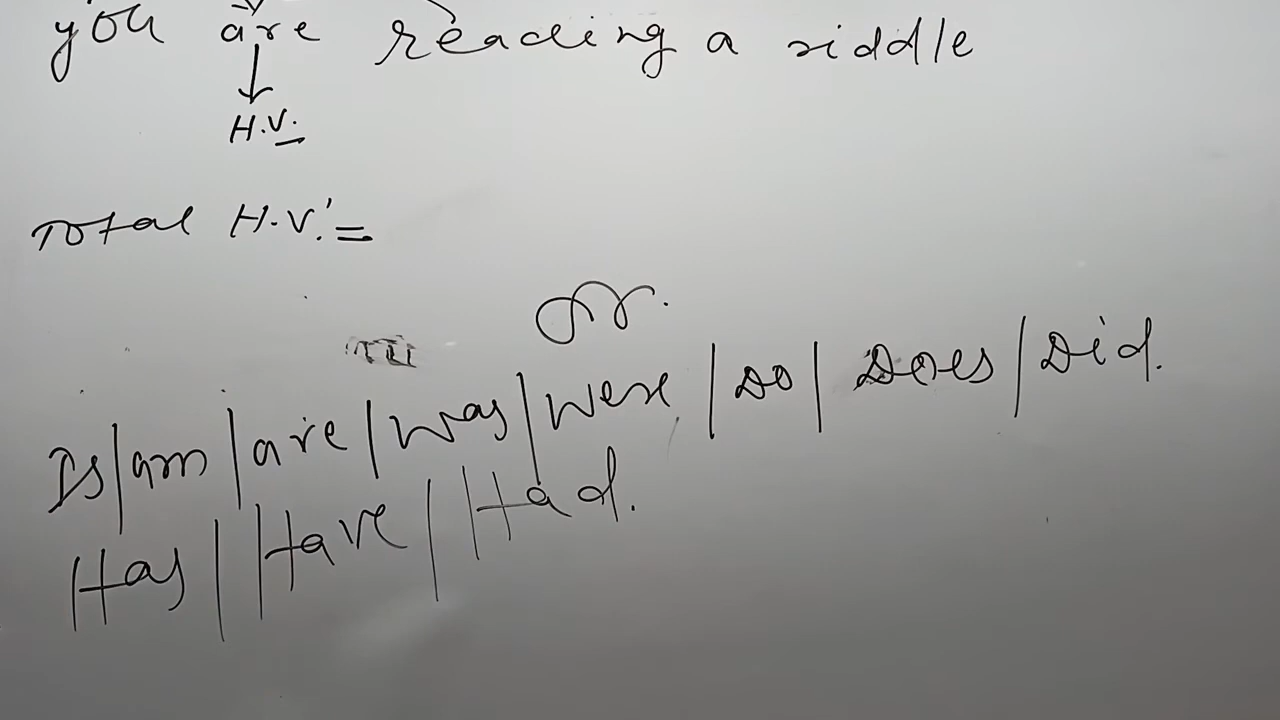 you are reading a riddle
H.V.
Total H.V.'=
Is/am/are/was/were/Do/Does/Did.
Has/Have/Had.